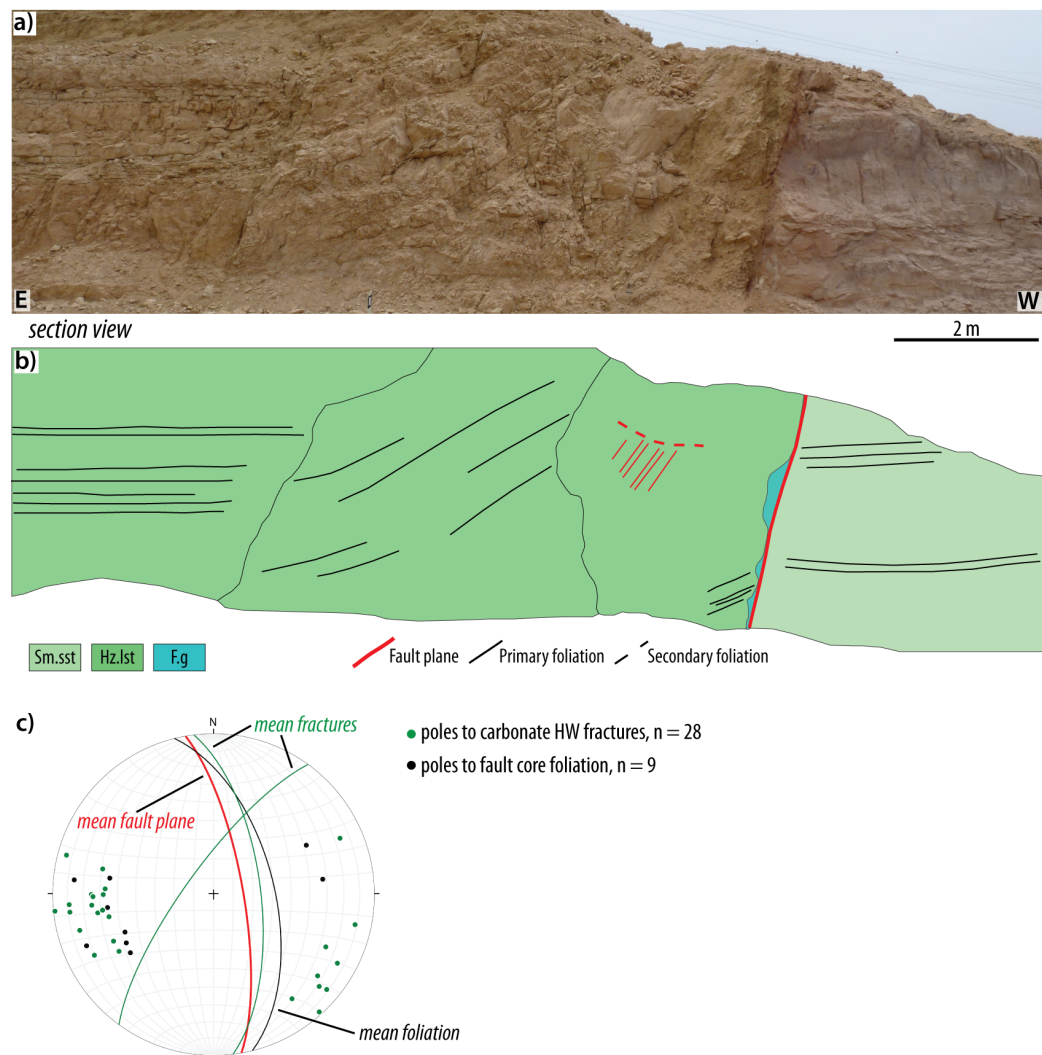 a)
E
W
section view
2 m
b)
Sm.sst
Hz.lst
F.g
Fault plane
Primary foliation
Secondary foliation
c)
N
mean fractures
mean fault plane
mean foliation
poles to carbonate HW fractures, n = 28
poles to fault core foliation, n = 9